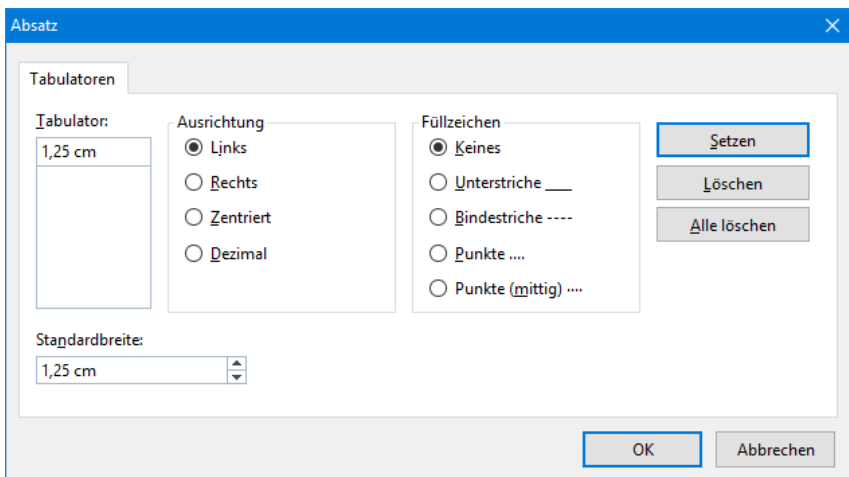 Absatz
Tabulatoren
Tabulator:
1,25 cm
Ausrichtung
Links
Rechts
Zentriert
Dezimal
Füllzeichen
Keines
Unterstriche ___
Bindestriche ----
Punkte ....
Punkte (mittig) ····
Setzen
Löschen
Alle löschen
Standardbreite:
1,25 cm
OK
Abbrechen